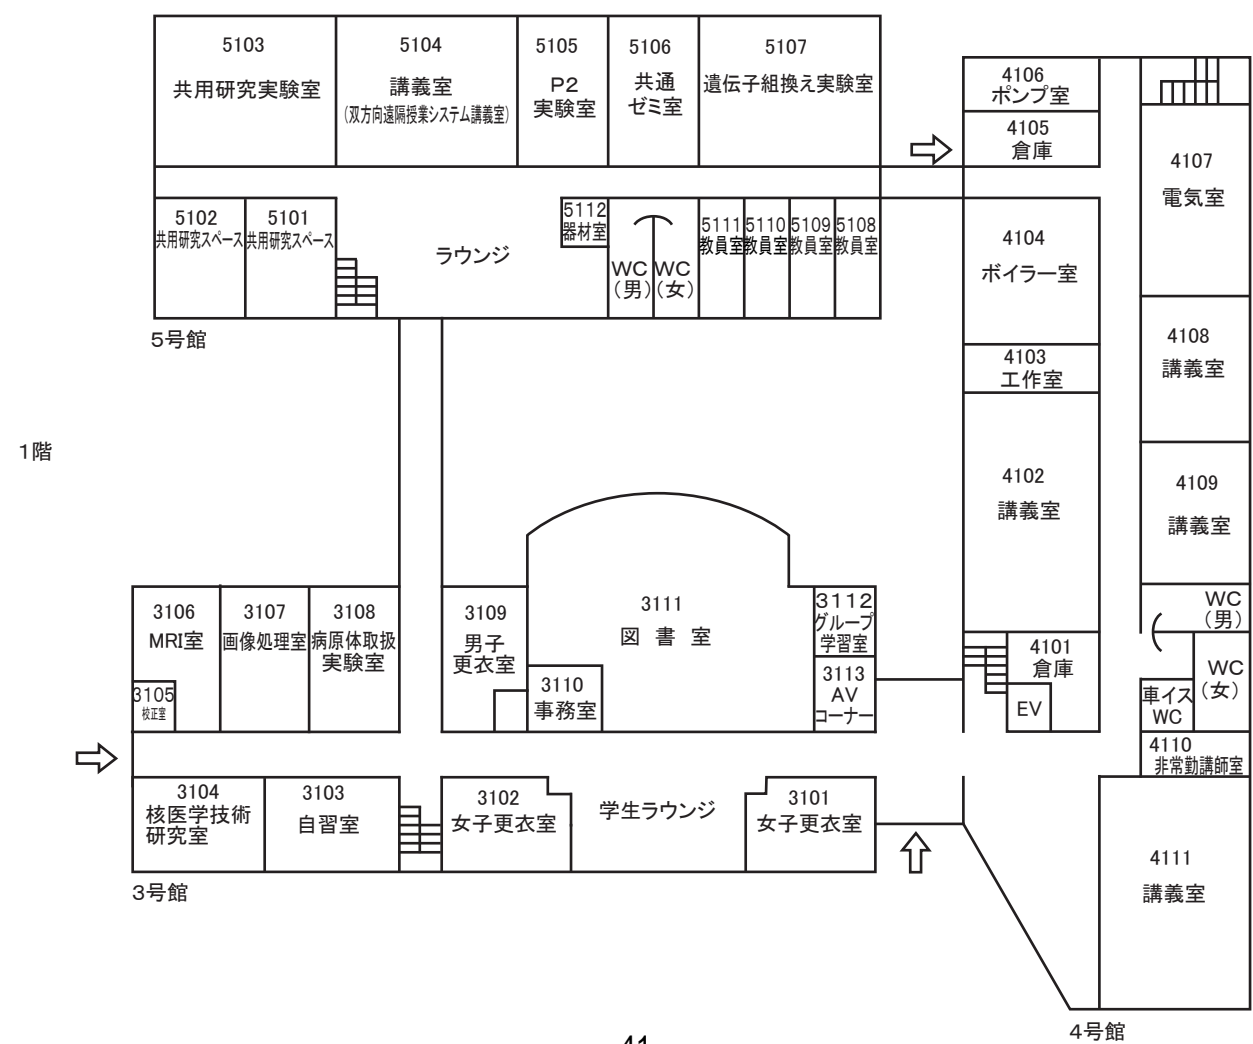 5103
共用研究実験室
5104
講義室
(双方向遠隔授業システム講義室)
5105
P2
実験室
5106
共通
ゼミ室
5107
遺伝子組換え実験室
5102
共用研究スペース
5101
共用研究スペース
ラウンジ
5112
器材室
WC
(男)
WC
(女)
5111
教員室
5110
教員室
5109
教員室
5108
教員室
5号館
4106
ポンプ室
4105
倉庫
4107
電気室
4104
ボイラー室
4103
工作室
4108
講義室
4102
講義室
4109
講義室
WC
(男)
4101
倉庫
EV
WC
(女)
車イス
WC
4110
非常勤講師室
4111
講義室
4号館
1階
3106
MRI室
3105
校正室
3107
画像処理室
3108
病原体取扱
実験室
3109
男子
更衣室
3110
事務室
3111
図書室
3112
グループ
学習室
3113
AV
コーナー
3104
核医学技術
研究室
3103
自習室
3102
女子更衣室
学生ラウンジ
3101
女子更衣室
3号館